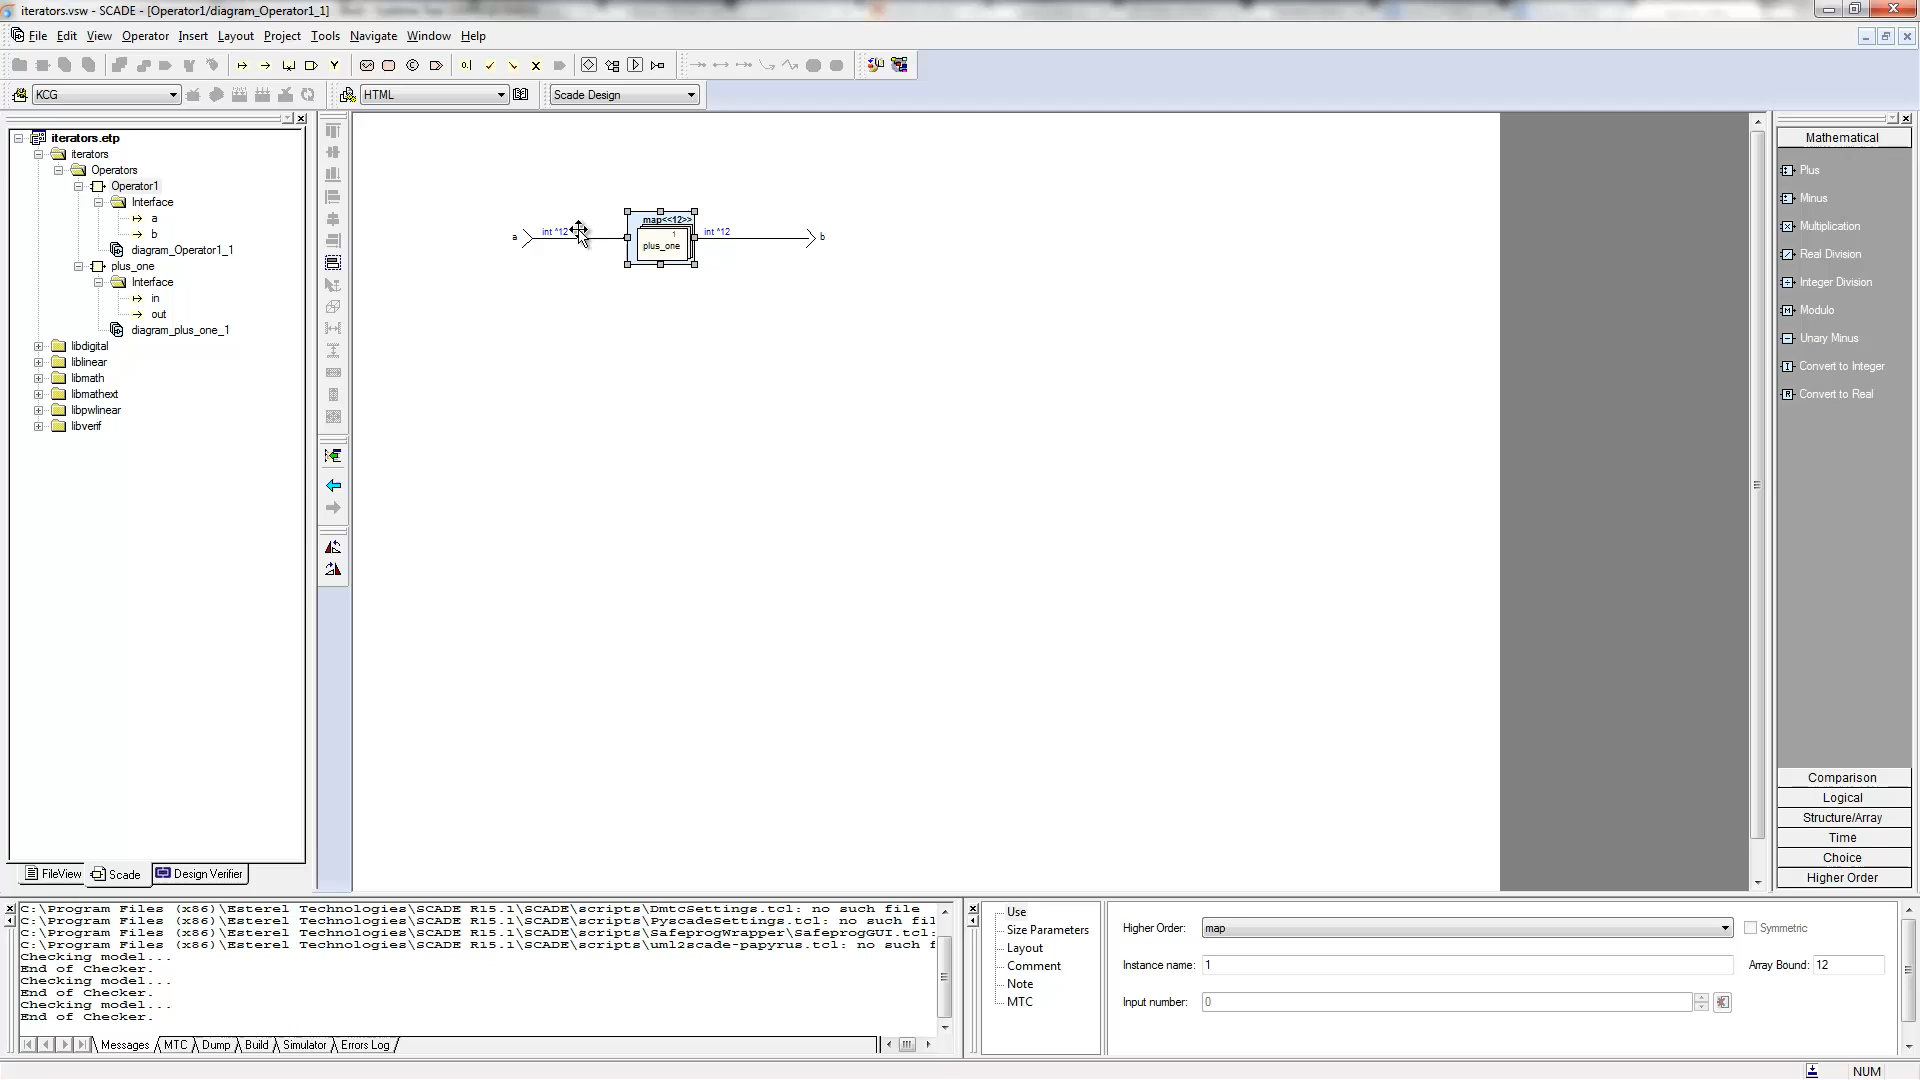 iterators.vsw - SCADE - [Operator1/diagram_Operator1_1]
File Edit View Operator Insert Layout Project Tools Navigate Window Help
KCG HTML Scade Design
iterators.etp
iterators
Operators
Operator1
Interface
a
b
diagram_Operator1_1
plus_one
Interface
in
out
diagram_plus_one_1
libdigital
liblinear
libmath
libmathext
libpwlinear
libverif
FileView Scade Design Verifier
a int ^12 map<<12>> int ^12 b
1
plus_one
Mathematical
Plus
Minus
Multiplication
Real Division
Integer Division
Modulo
Unary Minus
Convert to Integer
Convert to Real
Comparison
Logical
Structure/Array
Time
Choice
Higher Order
C:\Program Files (x86)\Esterel Technologies\SCADE R15.1\SCADE\scripts\DmtcSettings.tcl: no such file
C:\Program Files (x86)\Esterel Technologies\SCADE R15.1\SCADE\scripts\PyscadeSettings.tcl: no such fil
C:\Program Files (x86)\Esterel Technologies\SCADE R15.1\SCADE\scripts\SafeprogWrapper\SafeprogGUI.tcl:
C:\Program Files (x86)\Esterel Technologies\SCADE R15.1\SCADE\scripts\uml2scade-papyrus.tcl: no such f
Checking model...
End of Checker.
Checking model...
End of Checker.
Checking model...
End of Checker.
Messages MTC Dump Build Simulator Errors Log
Use
Size Parameters
Layout
Comment
Note
MTC
Higher Order: map Symmetric
Instance name: 1 Array Bound: 12
Input number: 0
NUM